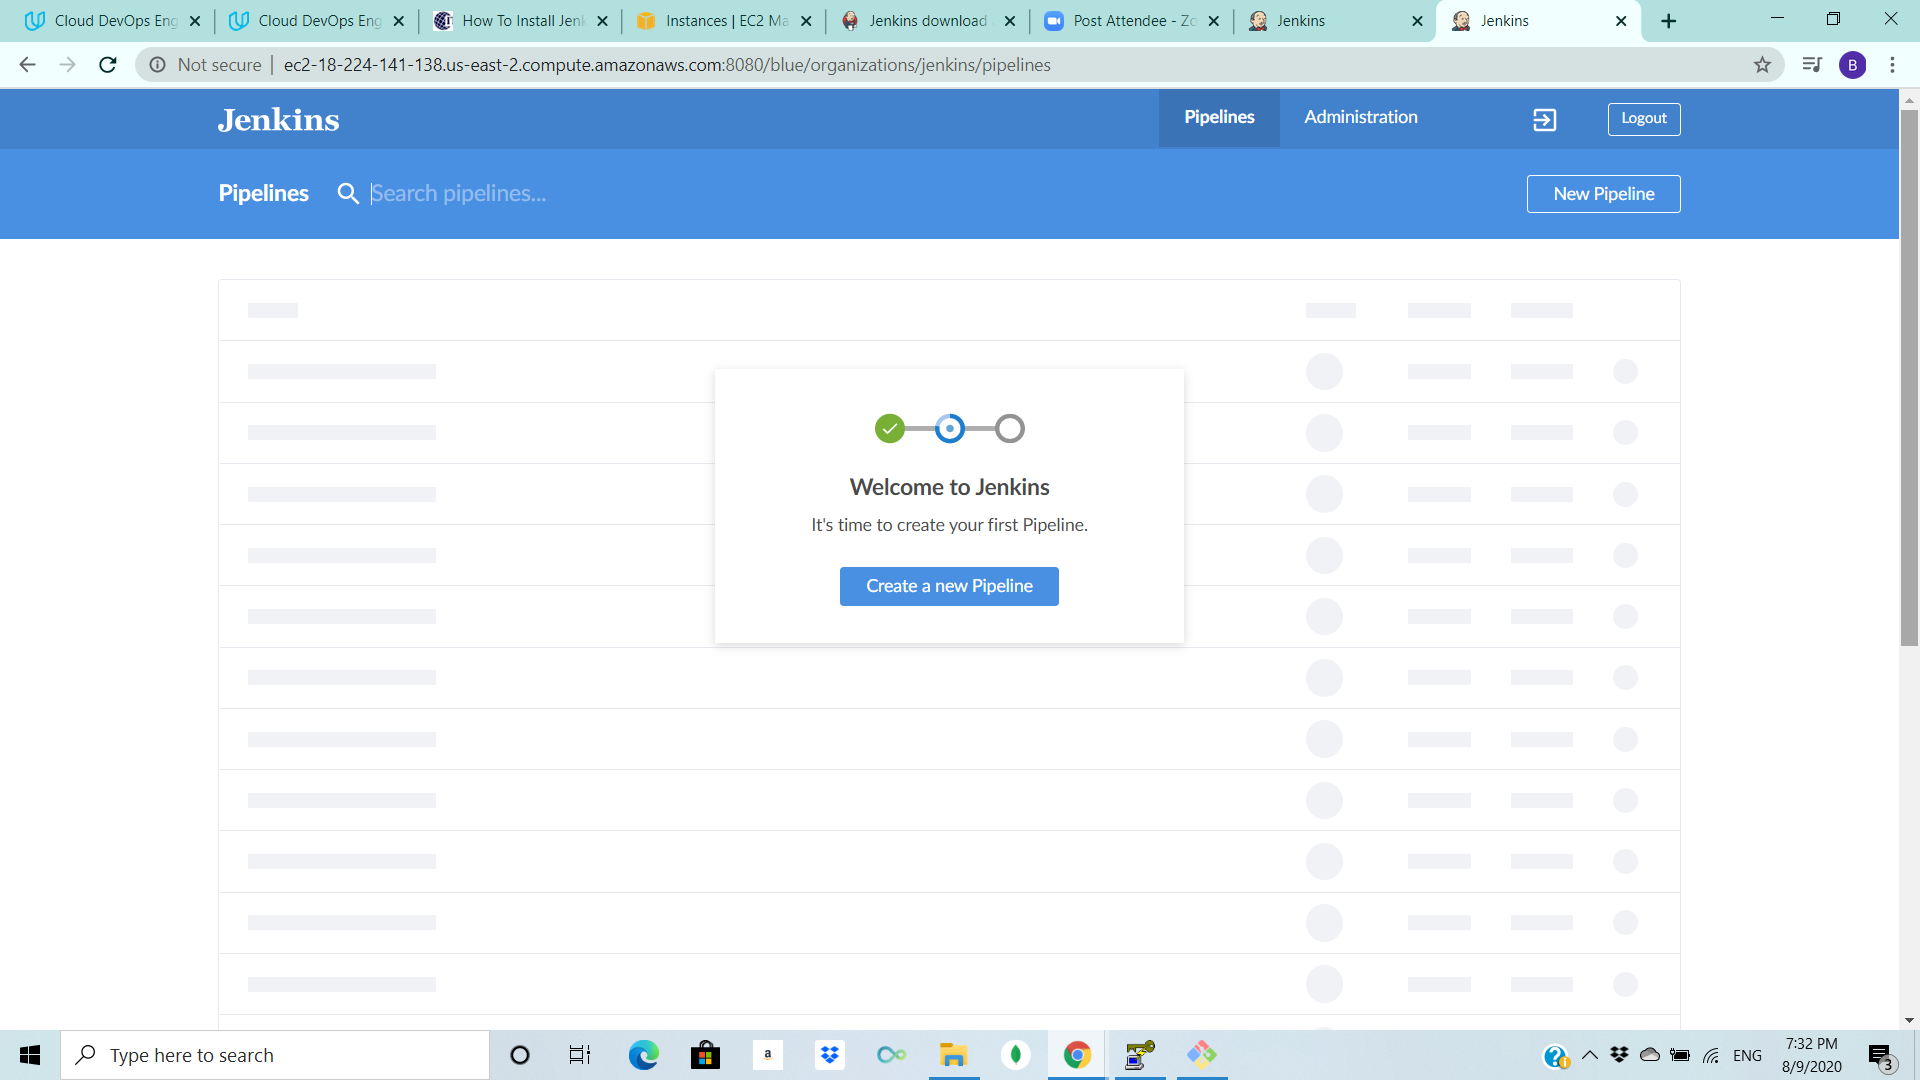 Cloud DevOps Eng
Cloud DevOps Eng
How To Install Jenk
Instances | EC2 Ma
Jenkins download
Post Attendee - Zo
Jenkins
Jenkins
Not secure | ec2-18-224-141-138.us-east-2.compute.amazonaws.com:8080/blue/organizations/jenkins/pipelines
B
Jenkins
Pipelines
Administration
Logout
Pipelines
Search pipelines...
New Pipeline
Welcome to Jenkins
It's time to create your first Pipeline.
Create a new Pipeline
Type here to search
a
ENG
7:32 PM
8/9/2020
3